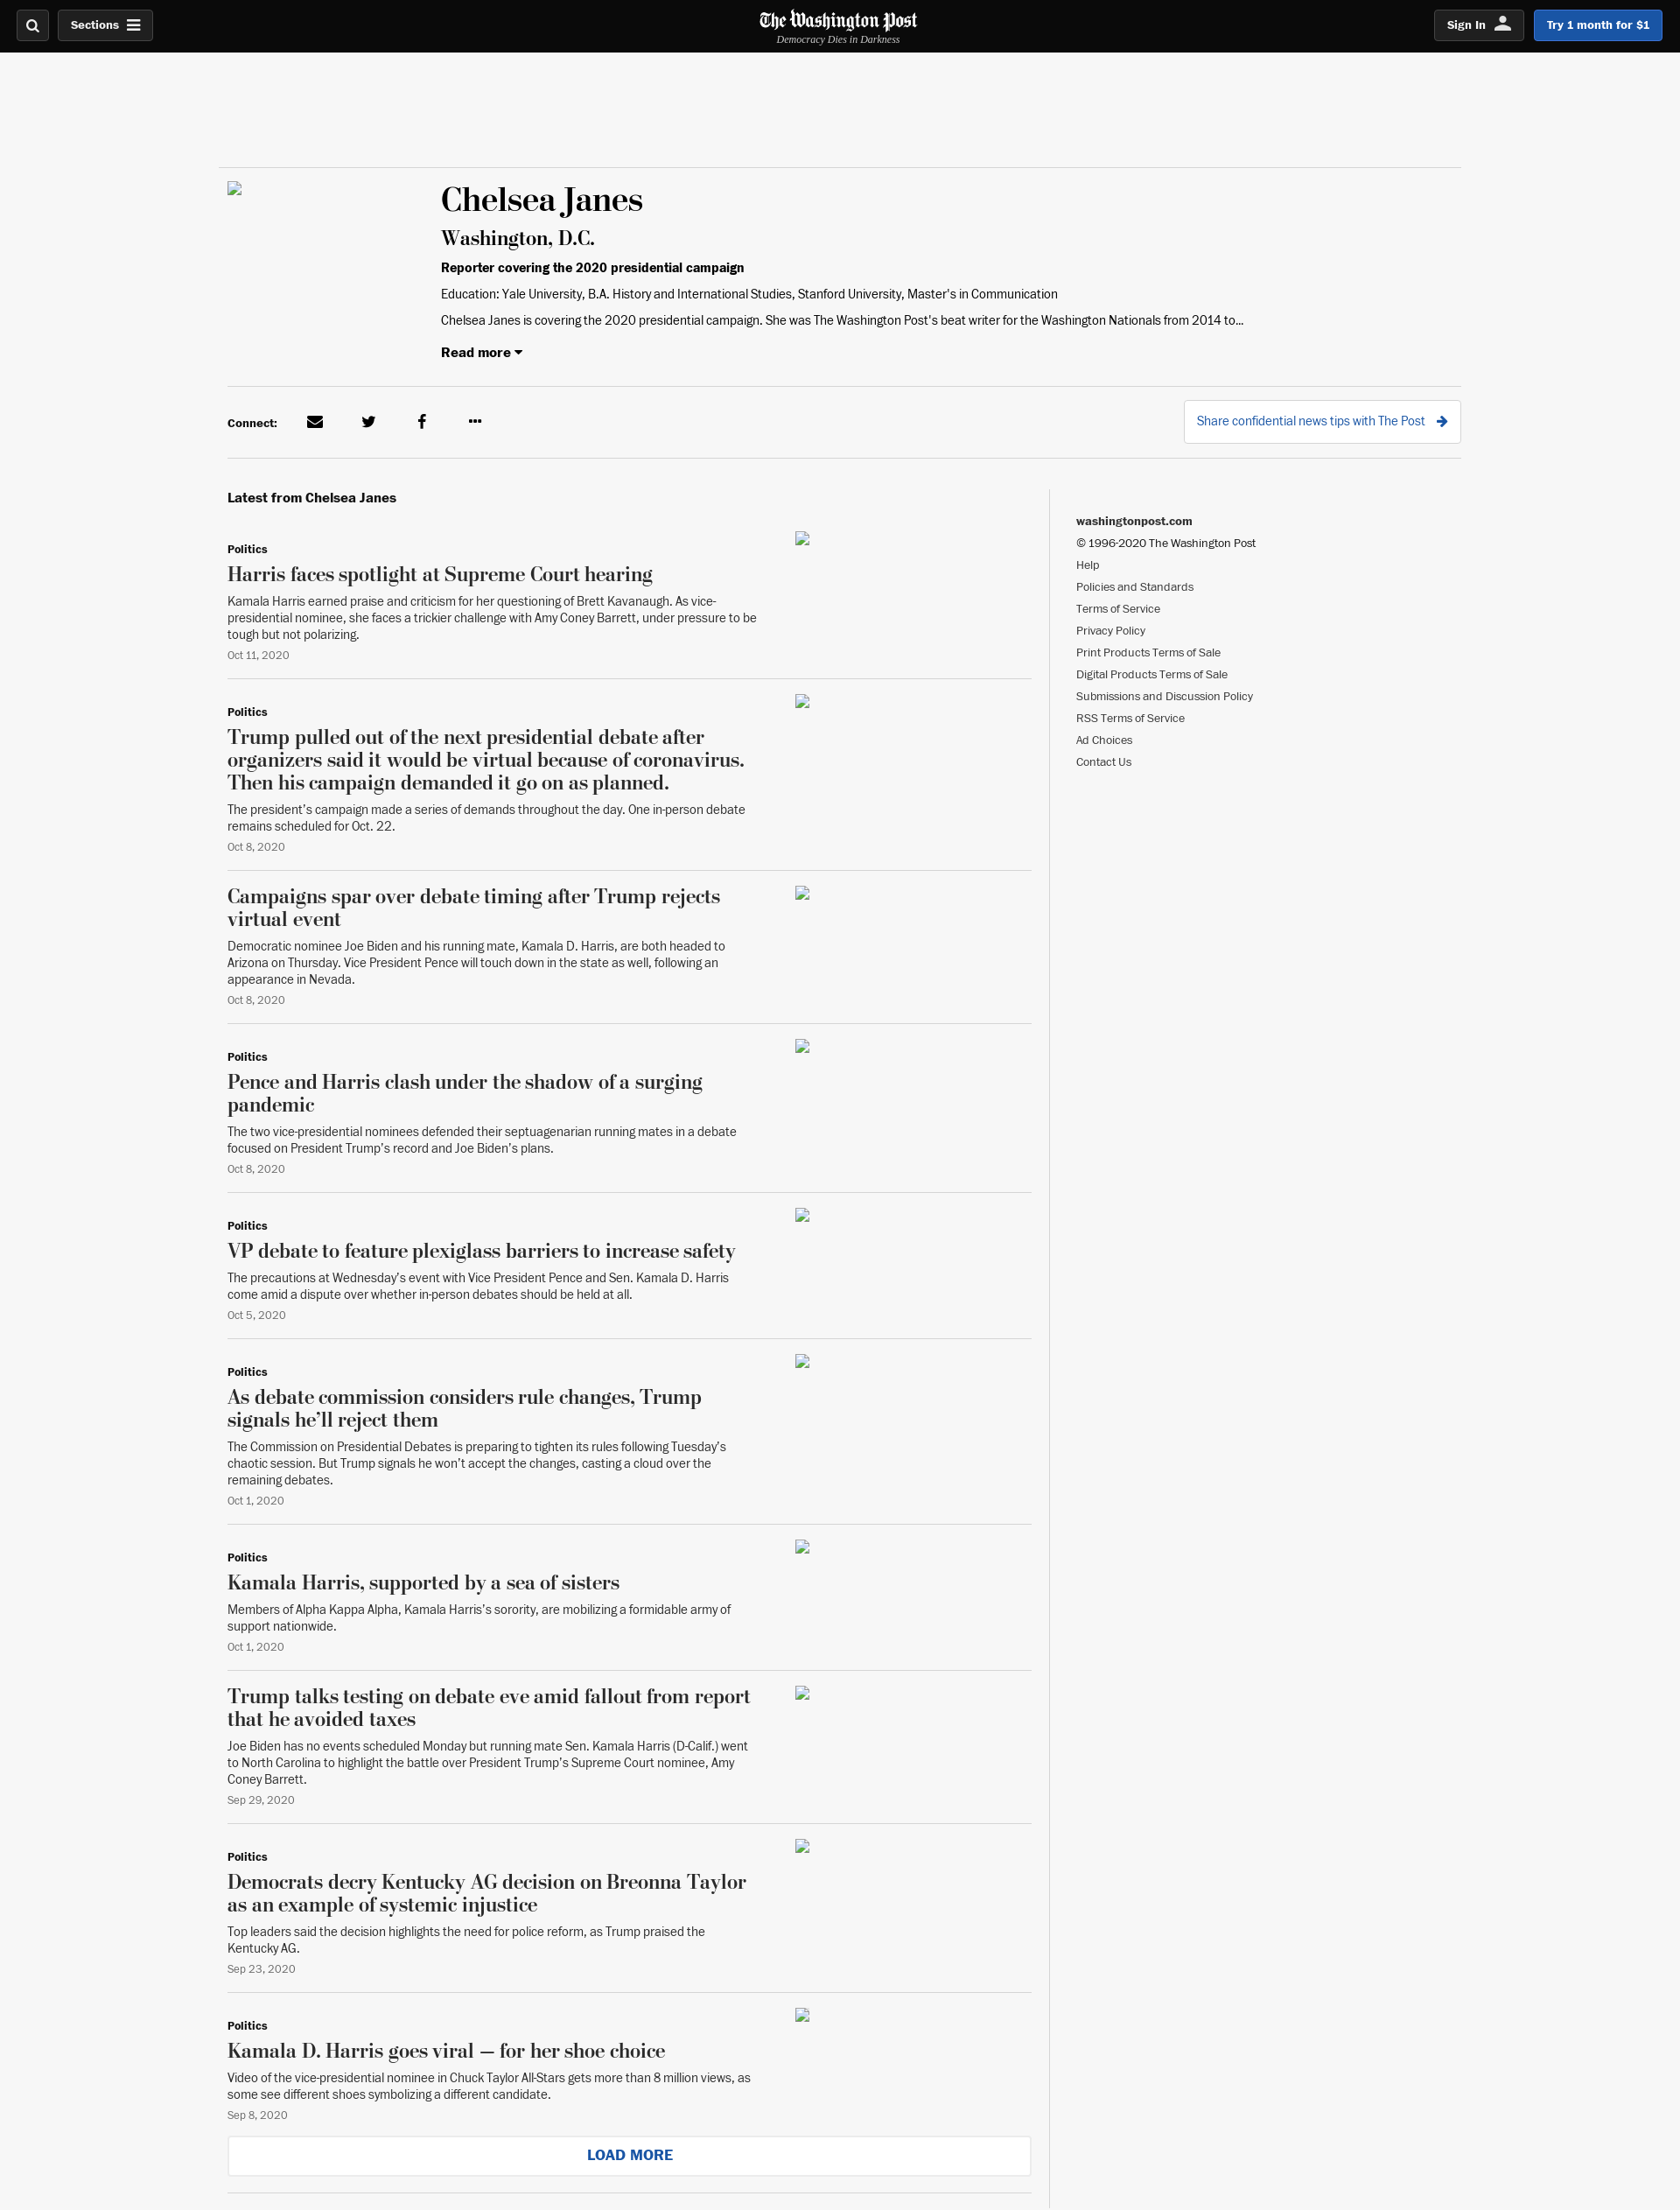 Sections
The Washington Post
Democracy Dies in Darkness
Sign In
Try 1 month for $1
Chelsea Janes
Washington, D.C.
Reporter covering the 2020 presidential campaign
Education: Yale University, B.A. History and International Studies, Stanford University, Master's in Communication
Chelsea Janes is covering the 2020 presidential campaign. She was The Washington Post's beat writer for the Washington Nationals from 2014 to...
Read more
Connect:
Share confidential news tips with The Post
Latest from Chelsea Janes
Politics
Harris faces spotlight at Supreme Court hearing
Kamala Harris earned praise and criticism for her questioning of Brett Kavanaugh. As vice-
presidential nominee, she faces a trickier challenge with Amy Coney Barrett, under pressure to be
tough but not polarizing.
Oct 11, 2020
Politics
Trump pulled out of the next presidential debate after
organizers said it would be virtual because of coronavirus.
Then his campaign demanded it go on as planned.
The president’s campaign made a series of demands throughout the day. One in-person debate
remains scheduled for Oct. 22.
Oct 8, 2020
Campaigns spar over debate timing after Trump rejects
virtual event
Democratic nominee Joe Biden and his running mate, Kamala D. Harris, are both headed to
Arizona on Thursday. Vice President Pence will touch down in the state as well, following an
appearance in Nevada.
Oct 8, 2020
Politics
Pence and Harris clash under the shadow of a surging
pandemic
The two vice-presidential nominees defended their septuagenarian running mates in a debate
focused on President Trump’s record and Joe Biden’s plans.
Oct 8, 2020
Politics
VP debate to feature plexiglass barriers to increase safety
The precautions at Wednesday’s event with Vice President Pence and Sen. Kamala D. Harris
come amid a dispute over whether in-person debates should be held at all.
Oct 5, 2020
Politics
As debate commission considers rule changes, Trump
signals he’ll reject them
The Commission on Presidential Debates is preparing to tighten its rules following Tuesday’s
chaotic session. But Trump signals he won’t accept the changes, casting a cloud over the
remaining debates.
Oct 1, 2020
Politics
Kamala Harris, supported by a sea of sisters
Members of Alpha Kappa Alpha, Kamala Harris’s sorority, are mobilizing a formidable army of
support nationwide.
Oct 1, 2020
Trump talks testing on debate eve amid fallout from report
that he avoided taxes
Joe Biden has no events scheduled Monday but running mate Sen. Kamala Harris (D-Calif.) went
to North Carolina to highlight the battle over President Trump’s Supreme Court nominee, Amy
Coney Barrett.
Sep 29, 2020
Politics
Democrats decry Kentucky AG decision on Breonna Taylor
as an example of systemic injustice
Top leaders said the decision highlights the need for police reform, as Trump praised the
Kentucky AG.
Sep 23, 2020
Politics
Kamala D. Harris goes viral — for her shoe choice
Video of the vice-presidential nominee in Chuck Taylor All-Stars gets more than 8 million views, as
some see different shoes symbolizing a different candidate.
Sep 8, 2020
LOAD MORE
washingtonpost.com
© 1996-2020 The Washington Post
Help
Policies and Standards
Terms of Service
Privacy Policy
Print Products Terms of Sale
Digital Products Terms of Sale
Submissions and Discussion Policy
RSS Terms of Service
Ad Choices
Contact Us